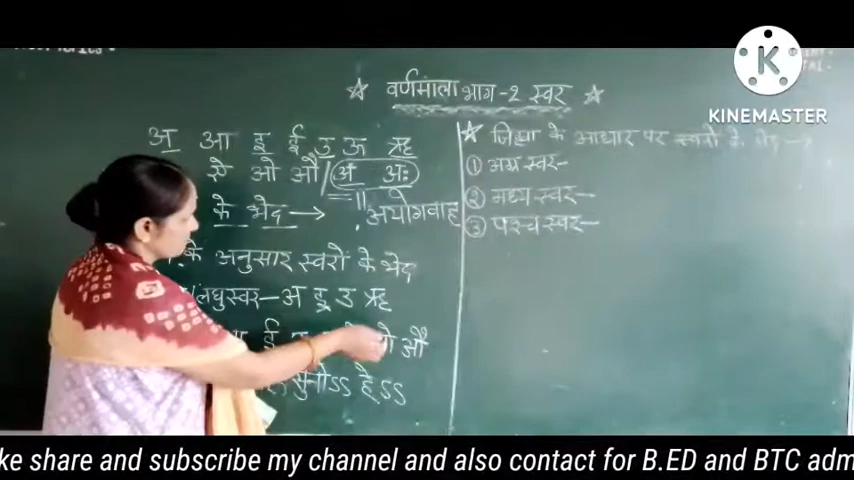 ☆ वर्णमाला भाग-2 स्वर ☆
अ आ इ ई उ ऊ ऋ
ऐ ओ औ/ अं अः
के भेद → अयोगवाह
के अनुसार स्वरों के भेद
लघुस्वर- अ इ उ ऋ
ई ओ औ
सुनोऽऽ हैऽऽ
★ जिह्वा के आधार पर स्वरों के भेद →
① अग्र स्वर-
② मध्य स्वर-
③ पश्च स्वर-
K
KINEMASTER
ke share and and subscribe my channel and also contact for B.ED and BTC adm